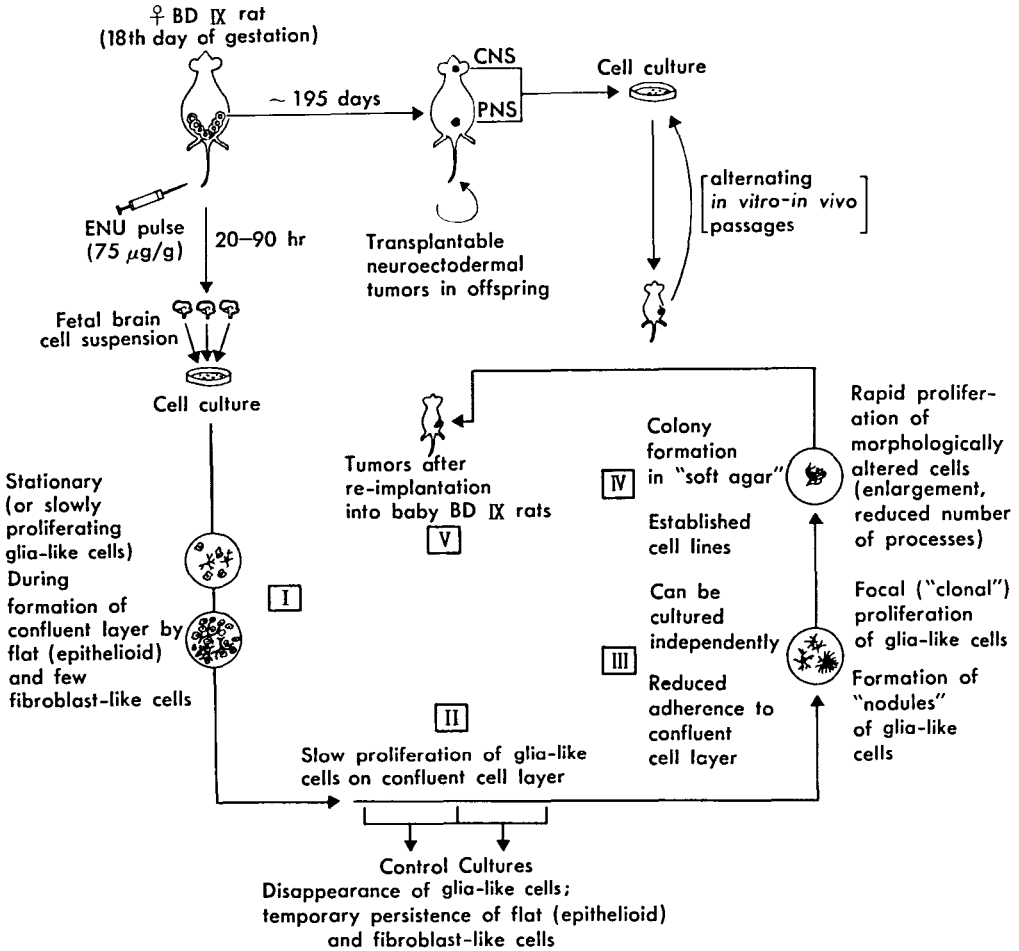 ♀ BD IX rat
(18th day of gestation)
~ 195 days
CNS
PNS
Cell culture
[alternating
in vitro-in vivo
passages]
ENU pulse
(75 μg/g)
20–90 hr
Transplantable
neuroectodermal
tumors in offspring
Fetal brain
cell suspension
Cell culture
Stationary
(or slowly
proliferating
glia-like cells)
During
formation of
confluent layer by
flat (epithelioid)
and few
fibroblast-like cells
I
II
Slow proliferation of glia-like
cells on confluent cell layer
Control Cultures
Disappearance of glia-like cells;
temporary persistence of flat (epithelioid)
and fibroblast-like cells
III
Can be
cultured
independently
Reduced
adherence to
confluent
cell layer
Focal ("clonal")
proliferation
of glia-like cells
Formation of
"nodules"
of glia-like
cells
IV
Colony
formation
in "soft agar"
Established
cell lines
Rapid prolifer-
ation of
morphologically
altered cells
(enlargement,
reduced number
of processes)
Tumors after
re-implantation
into baby BD IX rats
V